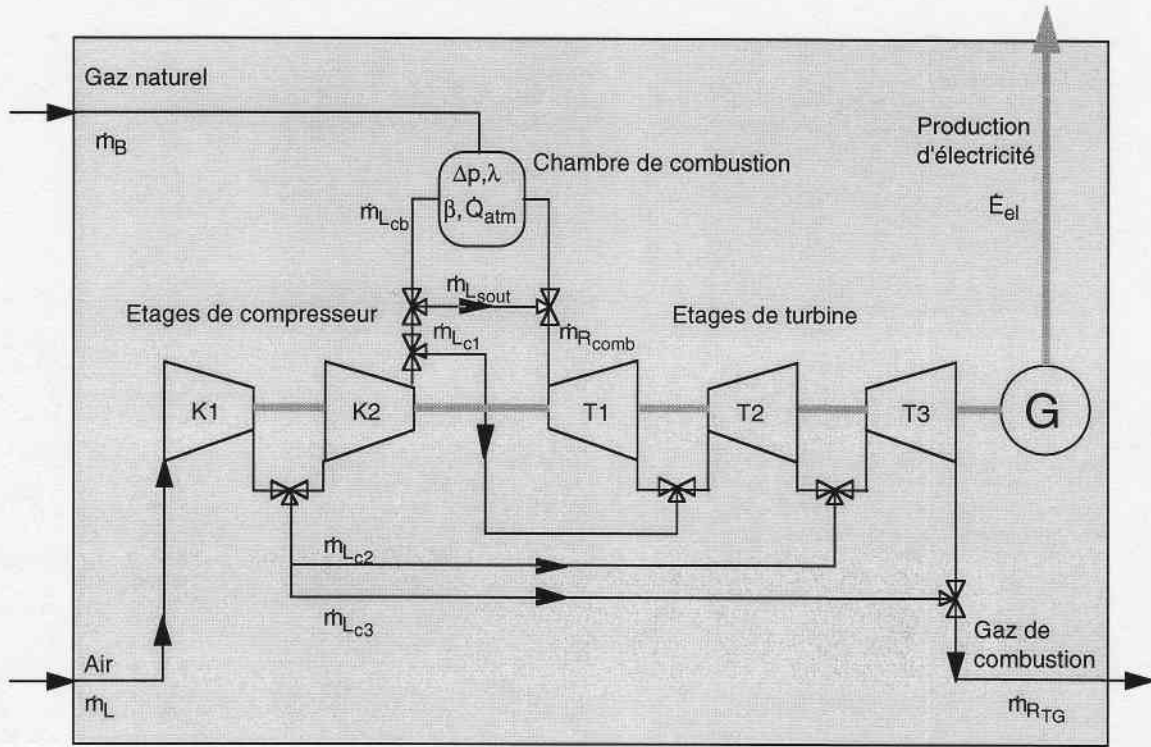 Gaz naturel
ṁB
Chambre de combustion
Δp,λ
β,Q̇atm
ṁLcb
Production
d'électricité
Ėel
ṁLsout
Etages de compresseur
Etages de turbine
ṁLc1
ṁRcomb
K1
K2
T1
T2
T3
G
ṁLc2
ṁLc3
Air
ṁL
Gaz de
combustion
ṁRTG